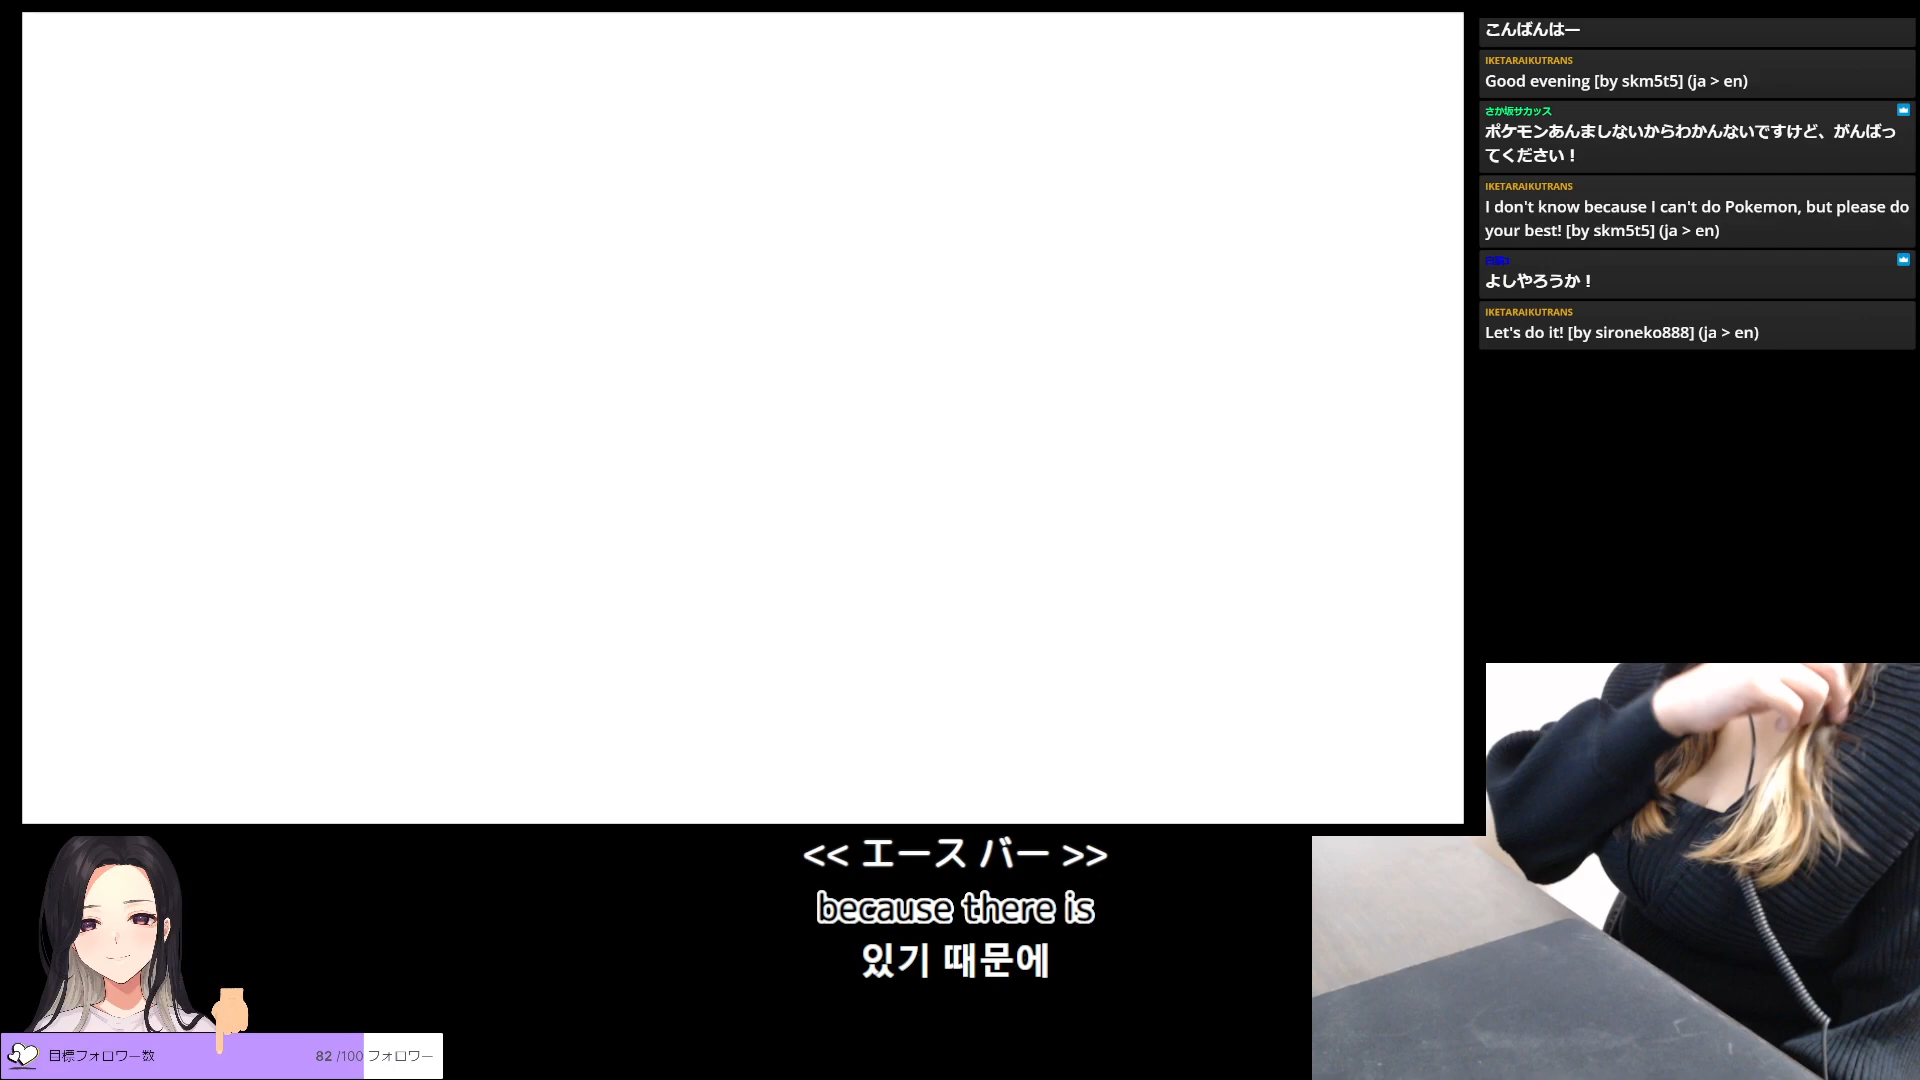 こんばんはー
IKETARAIKUTRANS
Good evening [by skm5t5] (ja > en)
さか坂サカッス
ポケモンあんましないからわかんないですけど、がんばっ
てください！
IKETARAIKUTRANS
I don't know because I can't do Pokemon, but please do
your best! [by skm5t5] (ja > en)
よしやろうか！
IKETARAIKUTRANS
Let's do it! [by sironeko888] (ja > en)
<< エース バー >>
because there is
있기 때문에
目標フォロワー数
82 /100 フォロワー